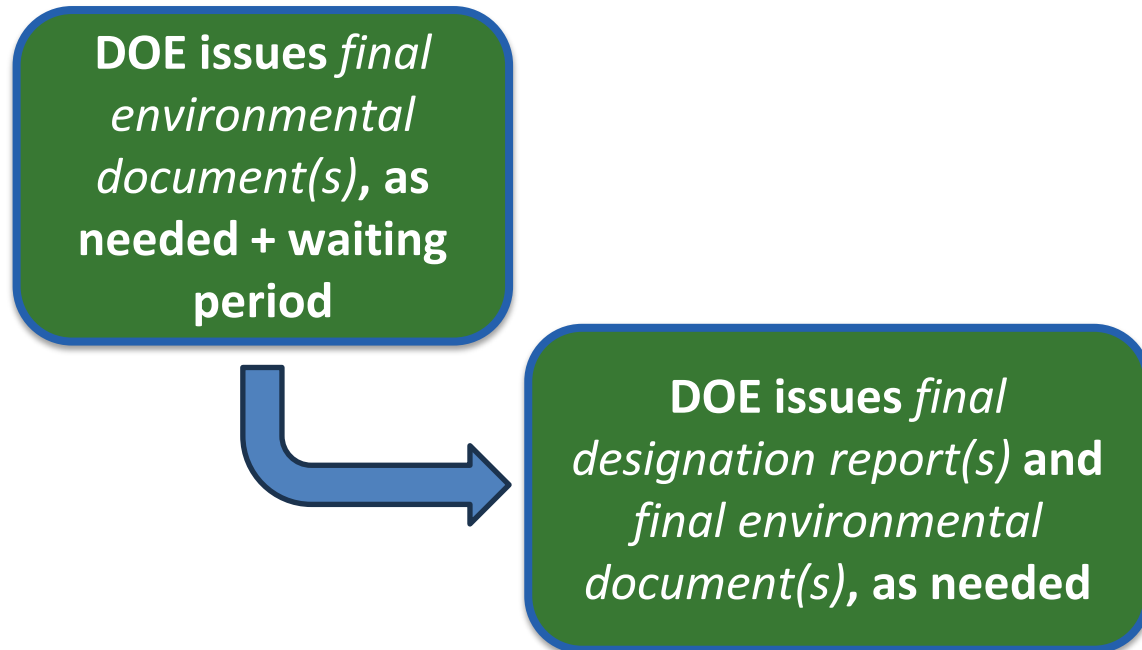 DOE issues final
environmental
document(s), as
needed + waiting
period
DOE issues final
designation report(s) and
final environmental
document(s), as needed